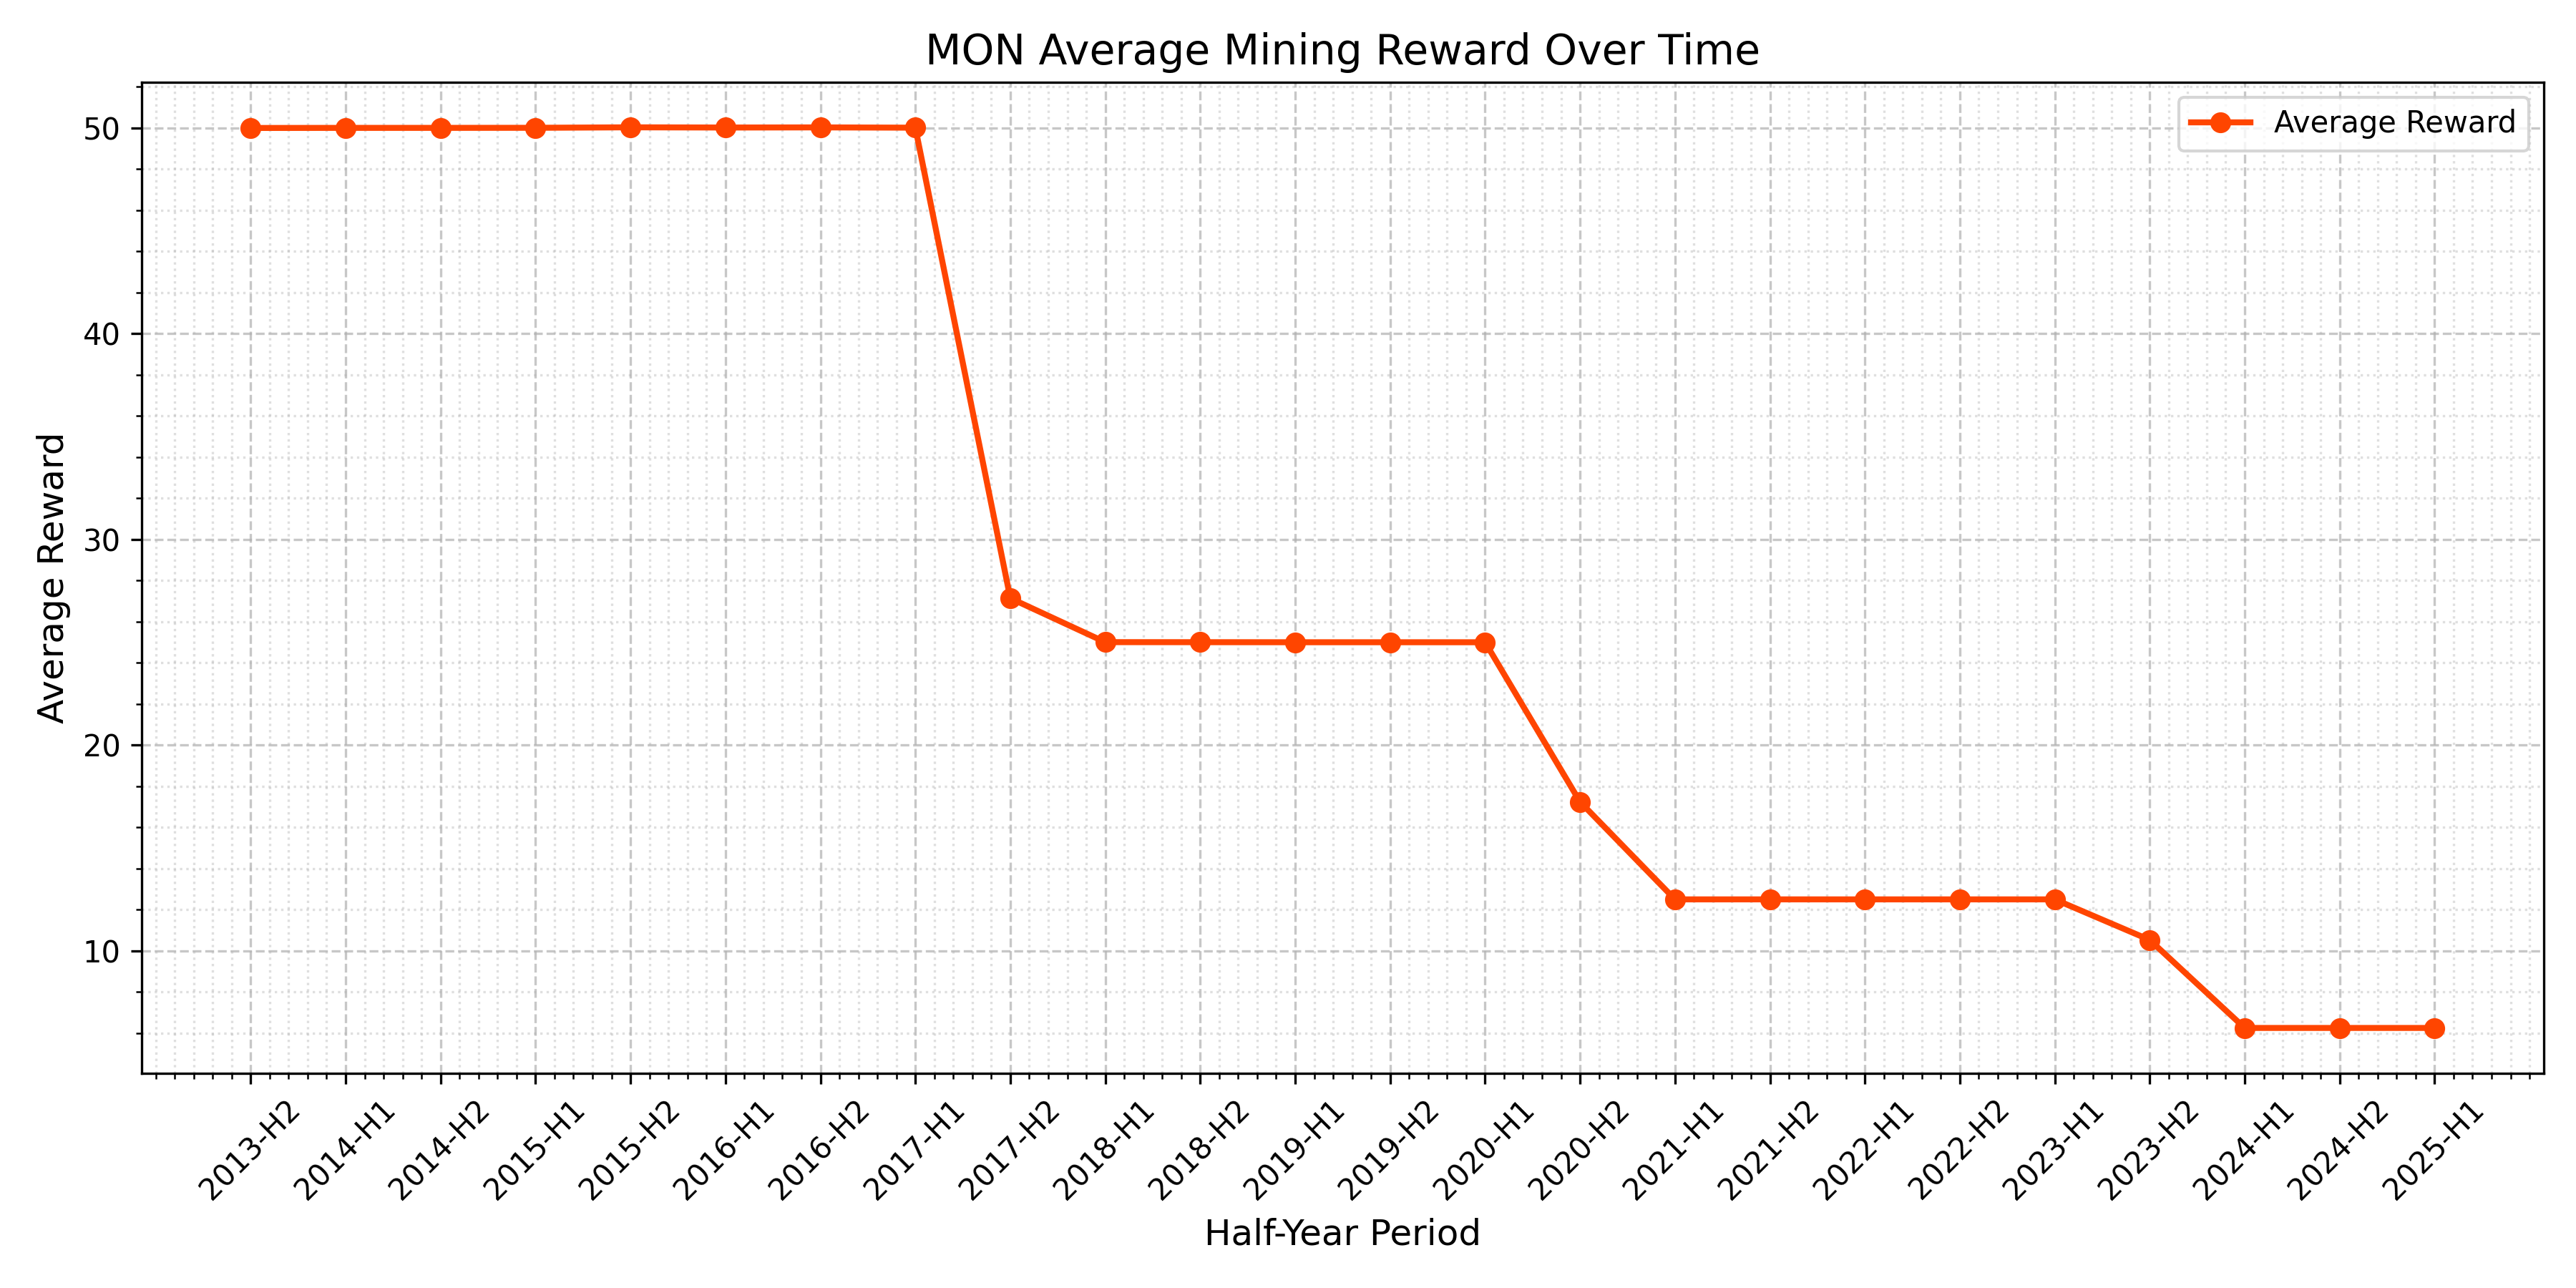 MON Average Mining Reward Over Time
Average Reward
50
40
30
20
10
Average Reward
2013-H2
2014-H1
2014-H2
2015-H1
2015-H2
2016-H1
2016-H2
2017-H1
2017-H2
2018-H1
2018-H2
2019-H1
2019-H2
2020-H1
2020-H2
2021-H1
2021-H2
2022-H1
2022-H2
2023-H1
2023-H2
2024-H1
2024-H2
2025-H1
Half-Year Period